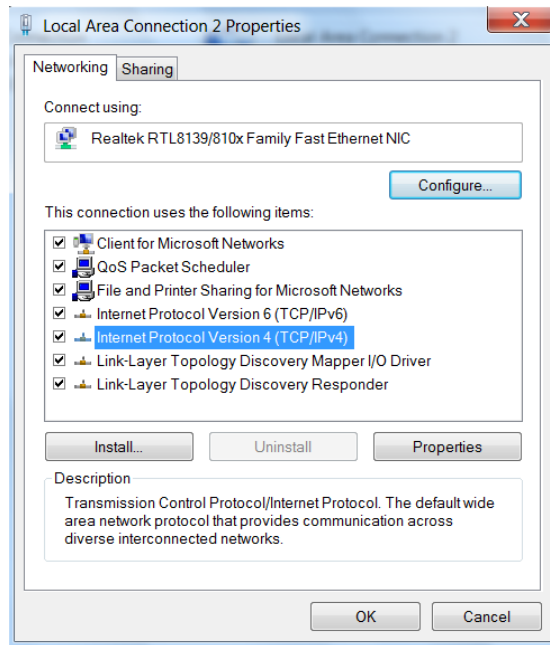 Local Area Connection 2 Properties
X
Networking
Sharing
Connect using:
Realtek RTL8139/810x Family Fast Ethernet NIC
Configure...
This connection uses the following items:
Client for Microsoft Networks
QoS Packet Scheduler
File and Printer Sharing for Microsoft Networks
Internet Protocol Version 6 (TCP/IPv6)
Internet Protocol Version 4 (TCP/IPv4)
Link-Layer Topology Discovery Mapper I/O Driver
Link-Layer Topology Discovery Responder
Install...
Uninstall
Properties
Description
Transmission Control Protocol/Internet Protocol. The default wide
area network protocol that provides communication across
diverse interconnected networks.
OK
Cancel